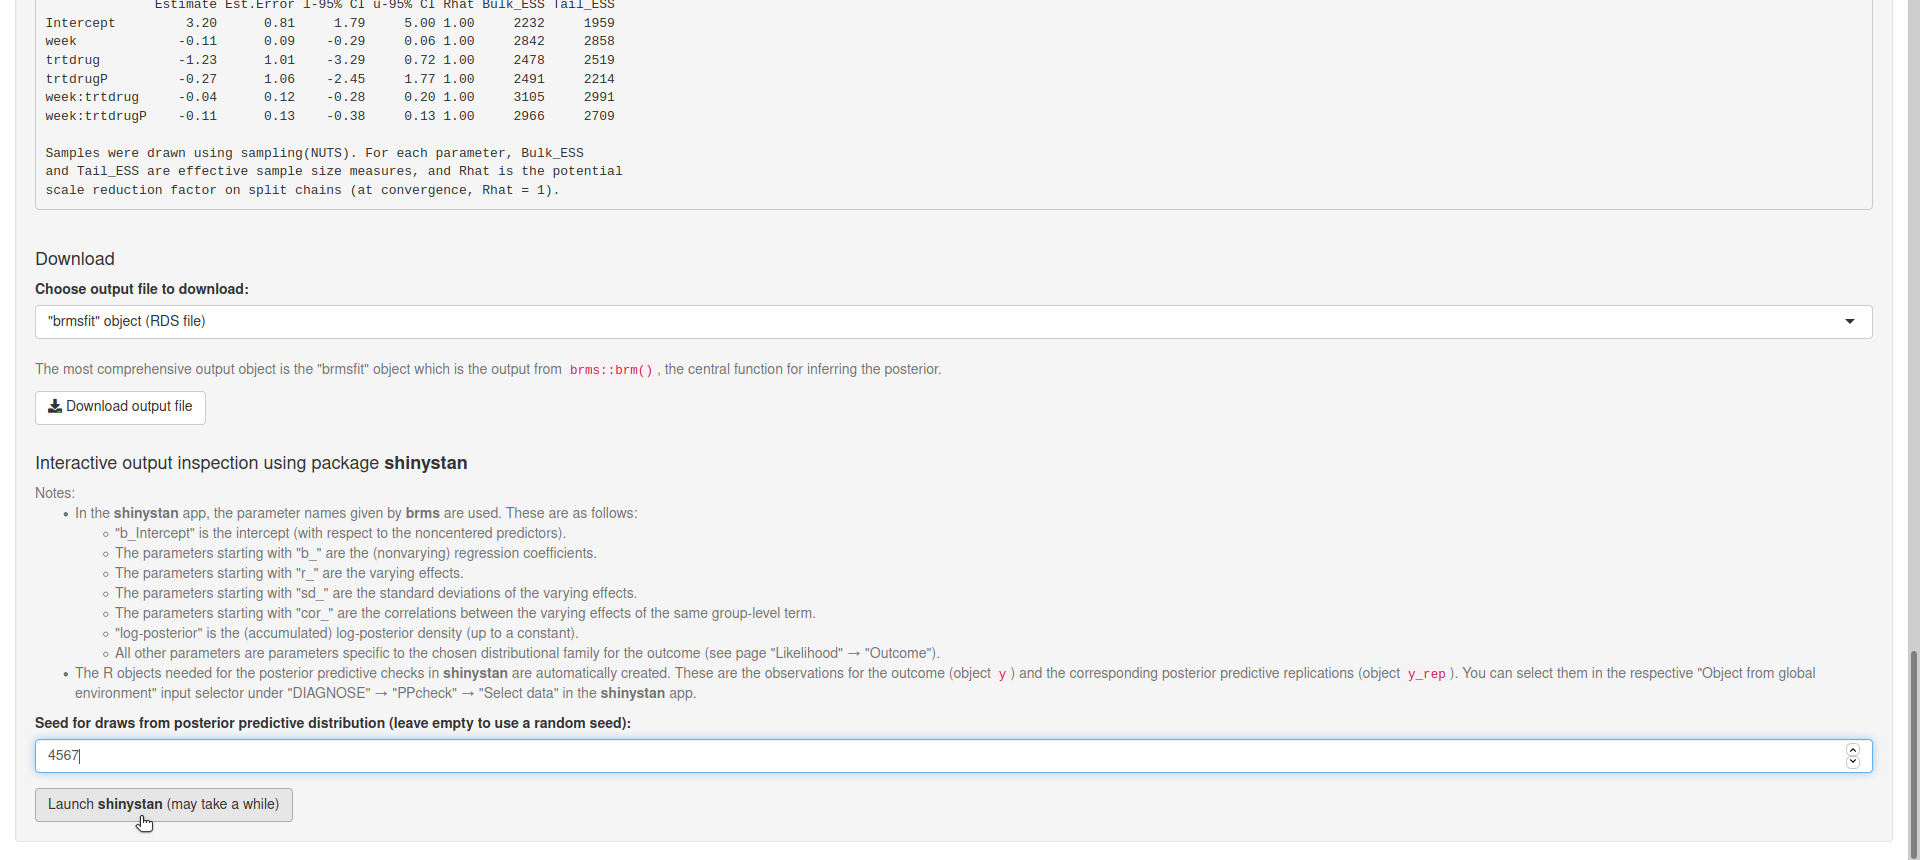 Estimate Est.Error l-95% CI u-95% CI Rhat Bulk_ESS Tail_ESS
Intercept 3.20 0.81 1.79 5.00 1.00 2232 1959
week -0.11 0.09 -0.29 0.06 1.00 2842 2858
trtdrug -1.23 1.01 -3.29 0.72 1.00 2478 2519
trtdrugP -0.27 1.06 -2.45 1.77 1.00 2491 2214
week:trtdrug -0.04 0.12 -0.28 0.20 1.00 3105 2991
week:trtdrugP -0.11 0.13 -0.38 0.13 1.00 2966 2709
Samples were drawn using sampling(NUTS). For each parameter, Bulk_ESS
and Tail_ESS are effective sample size measures, and Rhat is the potential
scale reduction factor on split chains (at convergence, Rhat = 1).
Download
Choose output file to download:
"brmsfit" object (RDS file)
The most comprehensive output object is the "brmsfit" object which is the output from brms::brm() , the central function for inferring the posterior.
Download output file
Interactive output inspection using package shinystan
Notes:
• In the shinystan app, the parameter names given by brms are used. These are as follows:
◦ "b_Intercept" is the intercept (with respect to the noncentered predictors).
◦ The parameters starting with "b_" are the (nonvarying) regression coefficients.
◦ The parameters starting with "r_" are the varying effects.
◦ The parameters starting with "sd_" are the standard deviations of the varying effects.
◦ The parameters starting with "cor_" are the correlations between the varying effects of the same group-level term.
◦ "log-posterior" is the (accumulated) log-posterior density (up to a constant).
◦ All other parameters are parameters specific to the chosen distributional family for the outcome (see page "Likelihood" → "Outcome").
• The R objects needed for the posterior predictive checks in shinystan are automatically created. These are the observations for the outcome (object y ) and the corresponding posterior predictive replications (object y_rep ). You can select them in the respective "Object from global
environment" input selector under "DIAGNOSE" → "PPcheck" → "Select data" in the shinystan app.
Seed for draws from posterior predictive distribution (leave empty to use a random seed):
4567
Launch shinystan (may take a while)